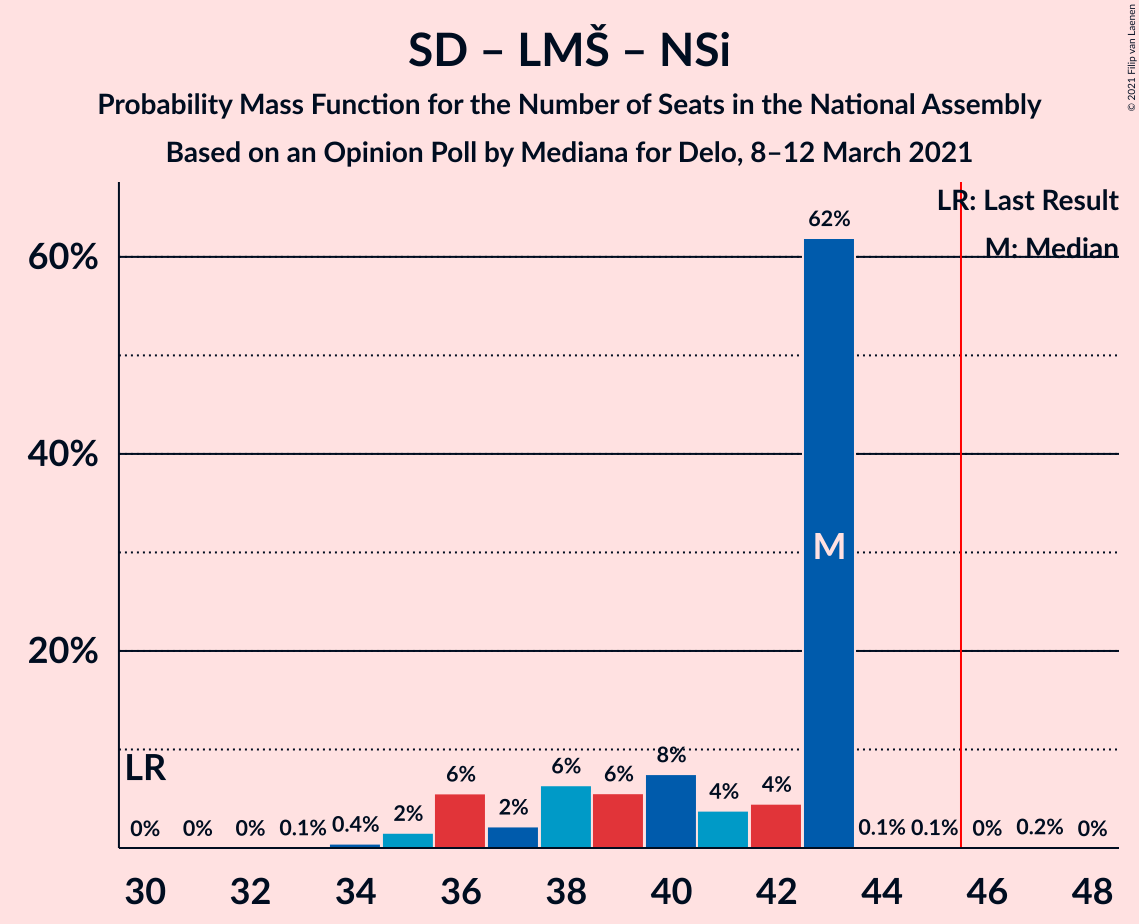 SD – LMŠ – NSi
Probability Mass Function for the Number of Seats in the National Assembly
Based on an Opinion Poll by Mediana for Delo, 8–12 March 2021
© 2021 Filip van Laenen
LR: Last Result
M: Median
60%
40%
20%
LR
M
0% 0% 0% 0.1% 0.4% 2% 6% 2% 6% 6% 8% 4% 4% 62% 0.1% 0.1% 0% 0.2% 0%
30 32 34 36 38 40 42 44 46 48